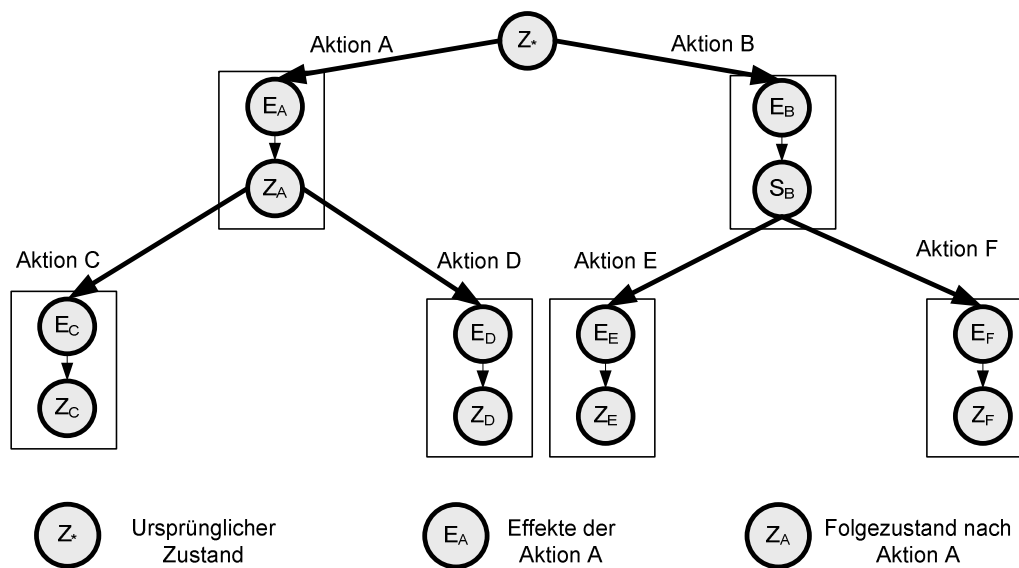 Z*
Aktion A
Aktion B
EA
EB
ZA
SB
Aktion C
Aktion D
Aktion E
Aktion F
EC
ED
EE
EF
ZC
ZD
ZE
ZF
Z*
Ursprünglicher
Zustand
EA
Effekte der
Aktion A
ZA
Folgezustand nach
Aktion A